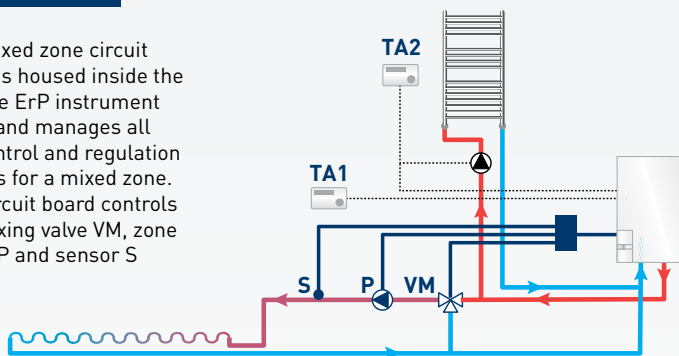 xed zone circuit
s housed inside the
e ErP instrument
and manages all
ntrol and regulation
s for a mixed zone.
rcuit board controls
xing valve VM, zone
P and sensor S
TA2
TA1
S
P
VM